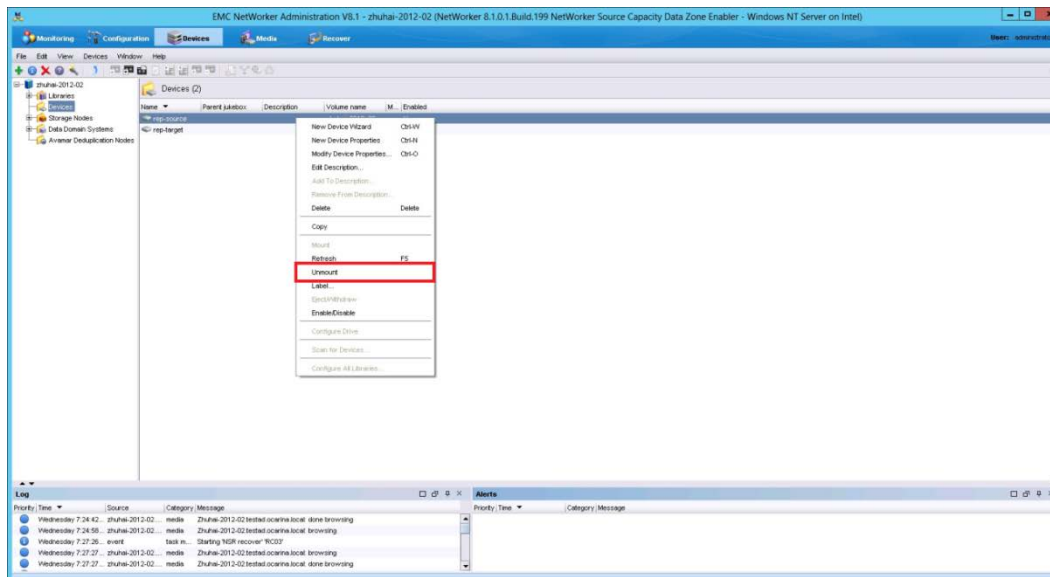 EMC NetWorker Administration V8.1 - zhuhai-2012-02 (NetWorker 8.1.0.1.Build.199 NetWorker Source Capacity Data Zone Enabler - Windows NT Server on Intel)
Monitoring Configuration Devices Media Recover User: administrato
File Edit View Devices Window Help
zhuhai-2012-02
Libraries
Devices
Storage Nodes
Data Domain Systems
Avamar Deduplication Nodes
Devices (2)
Name Parent jukebox Description Volume name M... Enabled
rep-source
rep-target
New Device Wizard Ctrl-W
New Device Properties Ctrl-N
Modify Device Properties... Ctrl-O
Edit Description...
Add To Description...
Remove From Description...
Delete Delete
Copy
Mount
Refresh F5
Unmount
Label...
Eject/Withdraw
Enable/Disable
Configure Drive
Scan for Devices...
Configure All Libraries...
Log
Priority Time Source Category Message
Wednesday 7:24:42... zhuhai-2012-02.... media Zhuhai-2012-02.testad.ocarina.local: done browsing
Wednesday 7:24:58... zhuhai-2012-02.... media Zhuhai-2012-02.testad.ocarina.local: browsing
Wednesday 7:27:26... event task m... Starting 'NSR recover' 'RC03'
Wednesday 7:27:27... zhuhai-2012-02.... media Zhuhai-2012-02.testad.ocarina.local: browsing
Wednesday 7:27:27... zhuhai-2012-02.... media Zhuhai-2012-02.testad.ocarina.local: done browsing
Alerts
Priority Time Category Message